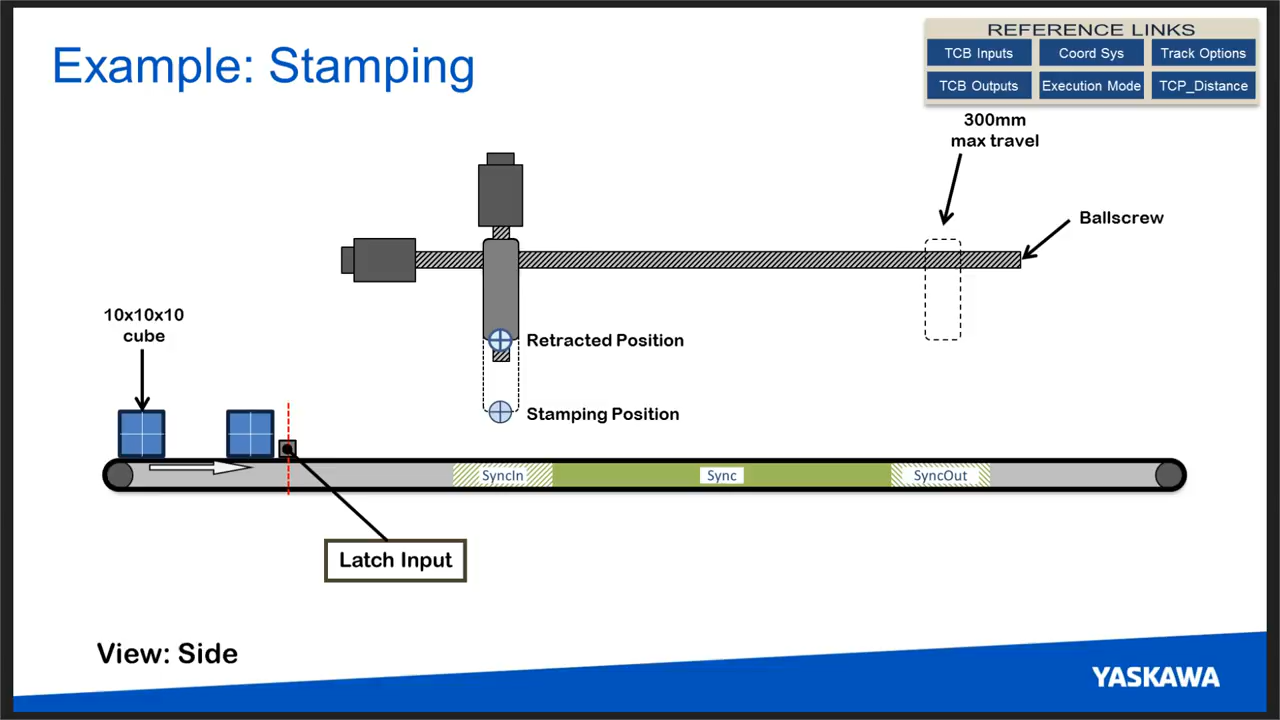 Example: Stamping
REFERENCE LINKS
TCB Inputs
Coord Sys
Track Options
TCB Outputs
Execution Mode
TCP_Distance
300mm
max travel
Ballscrew
10x10x10
cube
Retracted Position
Stamping Position
SyncIn
Sync
SyncOut
Latch Input
View: Side
YASKAWA